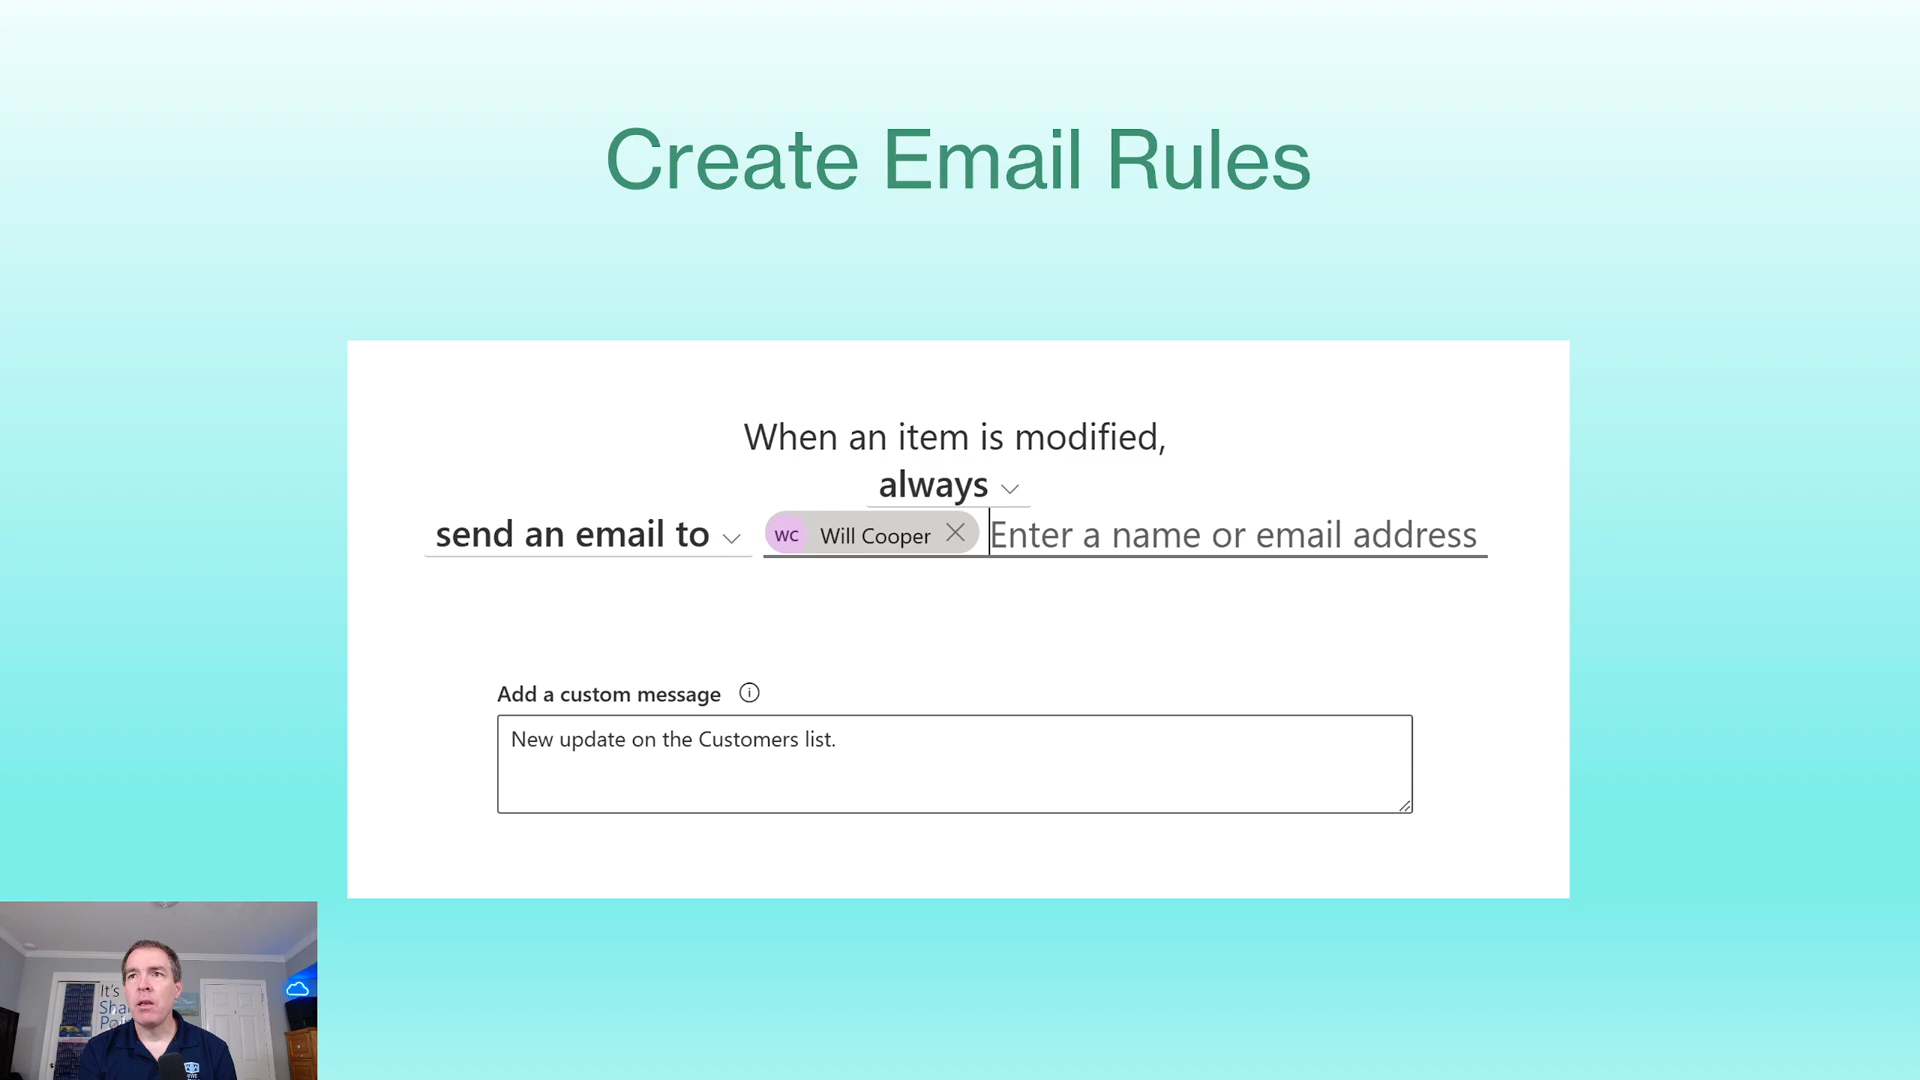 Create Email Rules
When an item is modified,
always
send an email to WC Will Cooper Enter a name or email address
Add a custom message
New update on the Customers list.
It's